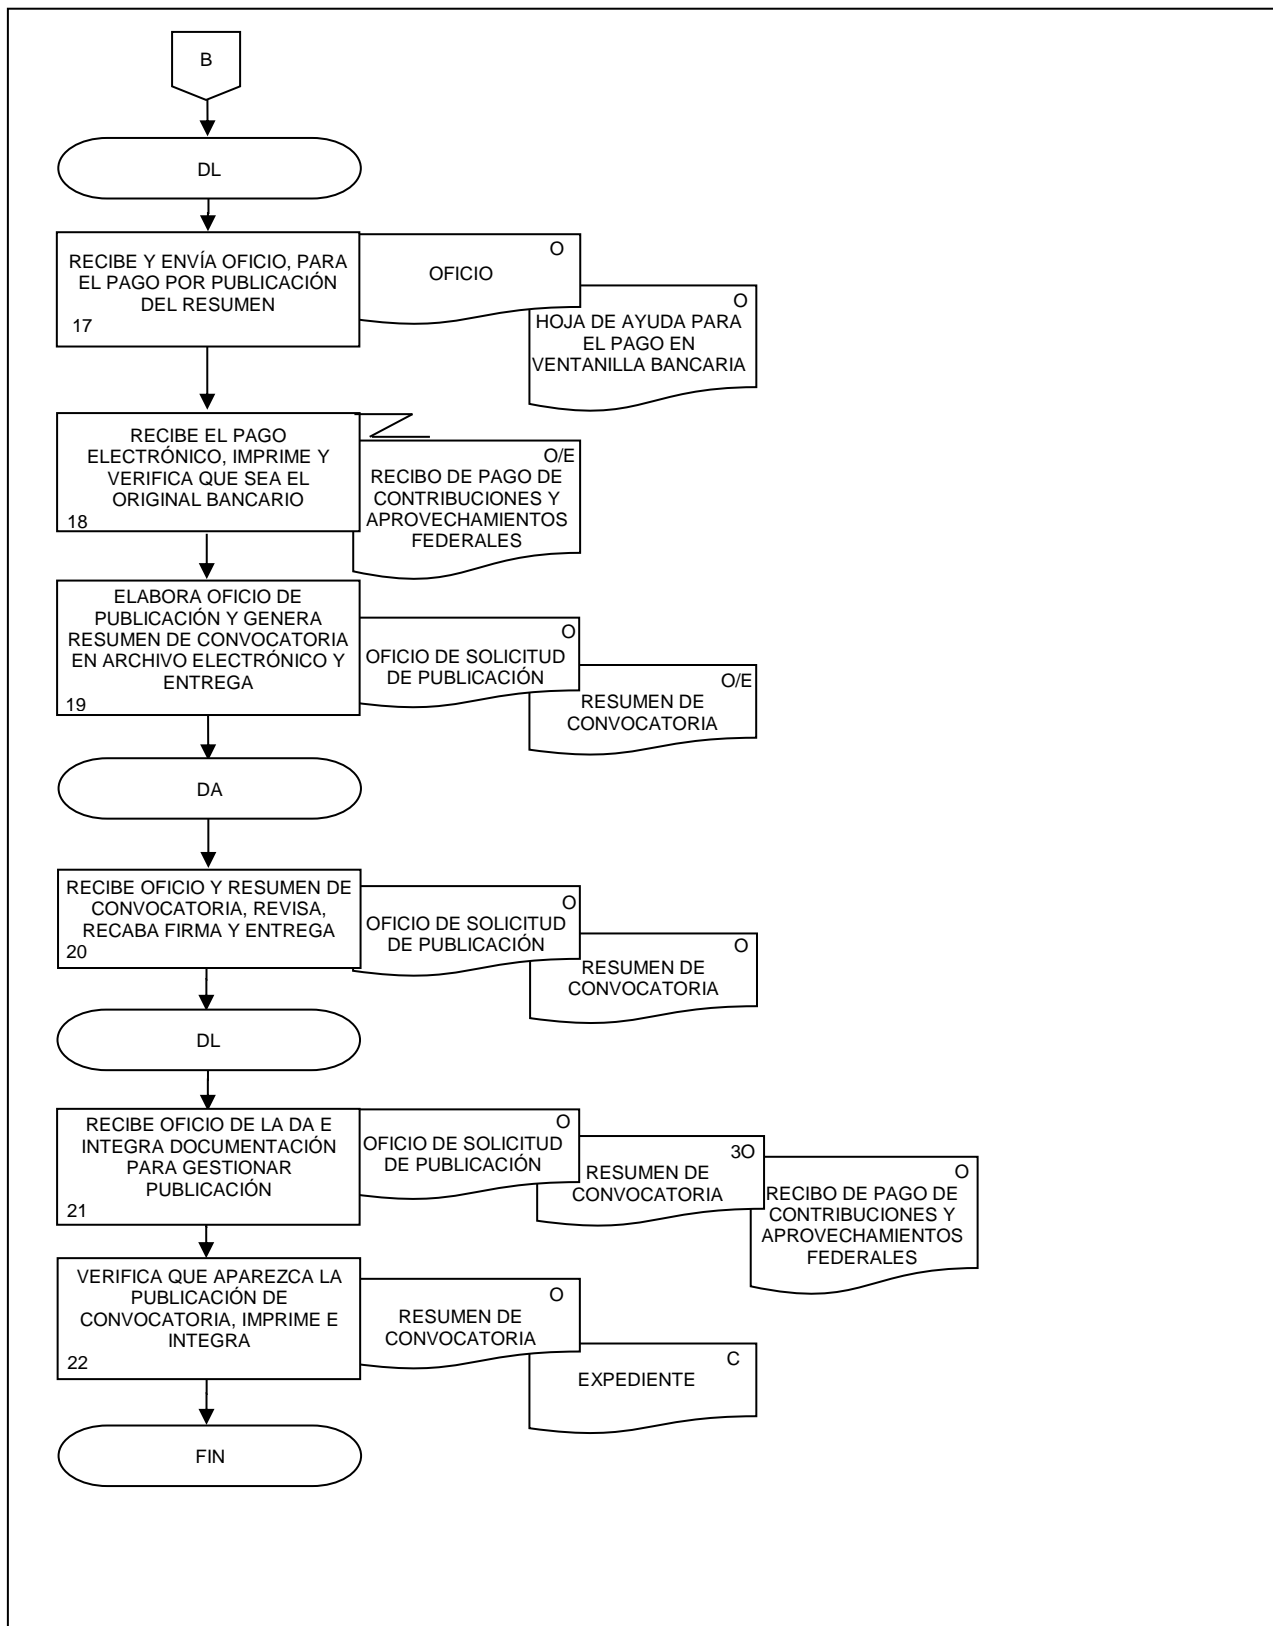 B
DL
RECIBE Y ENVÍA OFICIO, PARA
EL PAGO POR PUBLICACIÓN
DEL RESUMEN
17
O
OFICIO
O
HOJA DE AYUDA PARA
EL PAGO EN
VENTANILLA BANCARIA
RECIBE EL PAGO
ELECTRÓNICO, IMPRIME Y
VERIFICA QUE SEA EL
ORIGINAL BANCARIO
18
O/E
RECIBO DE PAGO DE
CONTRIBUCIONES Y
APROVECHAMIENTOS
FEDERALES
ELABORA OFICIO DE
PUBLICACIÓN Y GENERA
RESUMEN DE CONVOCATORIA
EN ARCHIVO ELECTRÓNICO Y
ENTREGA
19
O
OFICIO DE SOLICITUD
DE PUBLICACIÓN
O/E
RESUMEN DE
CONVOCATORIA
DA
RECIBE OFICIO Y RESUMEN DE
CONVOCATORIA, REVISA,
RECABA FIRMA Y ENTREGA
20
O
OFICIO DE SOLICITUD
DE PUBLICACIÓN
O
RESUMEN DE
CONVOCATORIA
DL
RECIBE OFICIO DE LA DA E
INTEGRA DOCUMENTACIÓN
PARA GESTIONAR
PUBLICACIÓN
21
O
OFICIO DE SOLICITUD
DE PUBLICACIÓN
3O
RESUMEN DE
CONVOCATORIA
O
RECIBO DE PAGO DE
CONTRIBUCIONES Y
APROVECHAMIENTOS
FEDERALES
VERIFICA QUE APAREZCA LA
PUBLICACIÓN DE
CONVOCATORIA, IMPRIME E
INTEGRA
22
O
RESUMEN DE
CONVOCATORIA
C
EXPEDIENTE
FIN